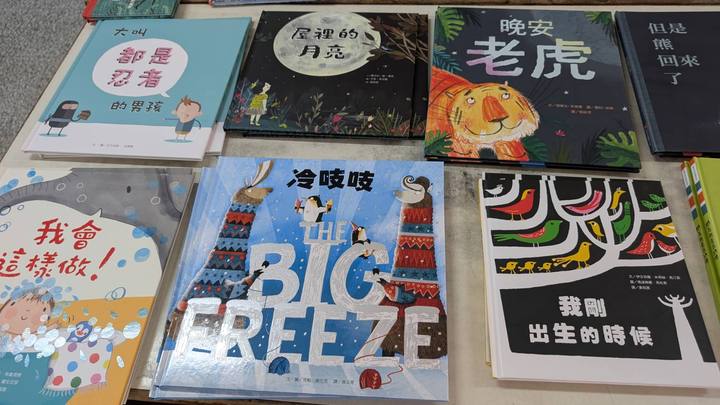 大叫
都是
忍者
的男孩
屋裡的
月亮
晚安
老虎
但是
熊
回來
了
我會
這樣做!
冷吱吱
THE
BIG
FREEZE
我剛
出生的時候